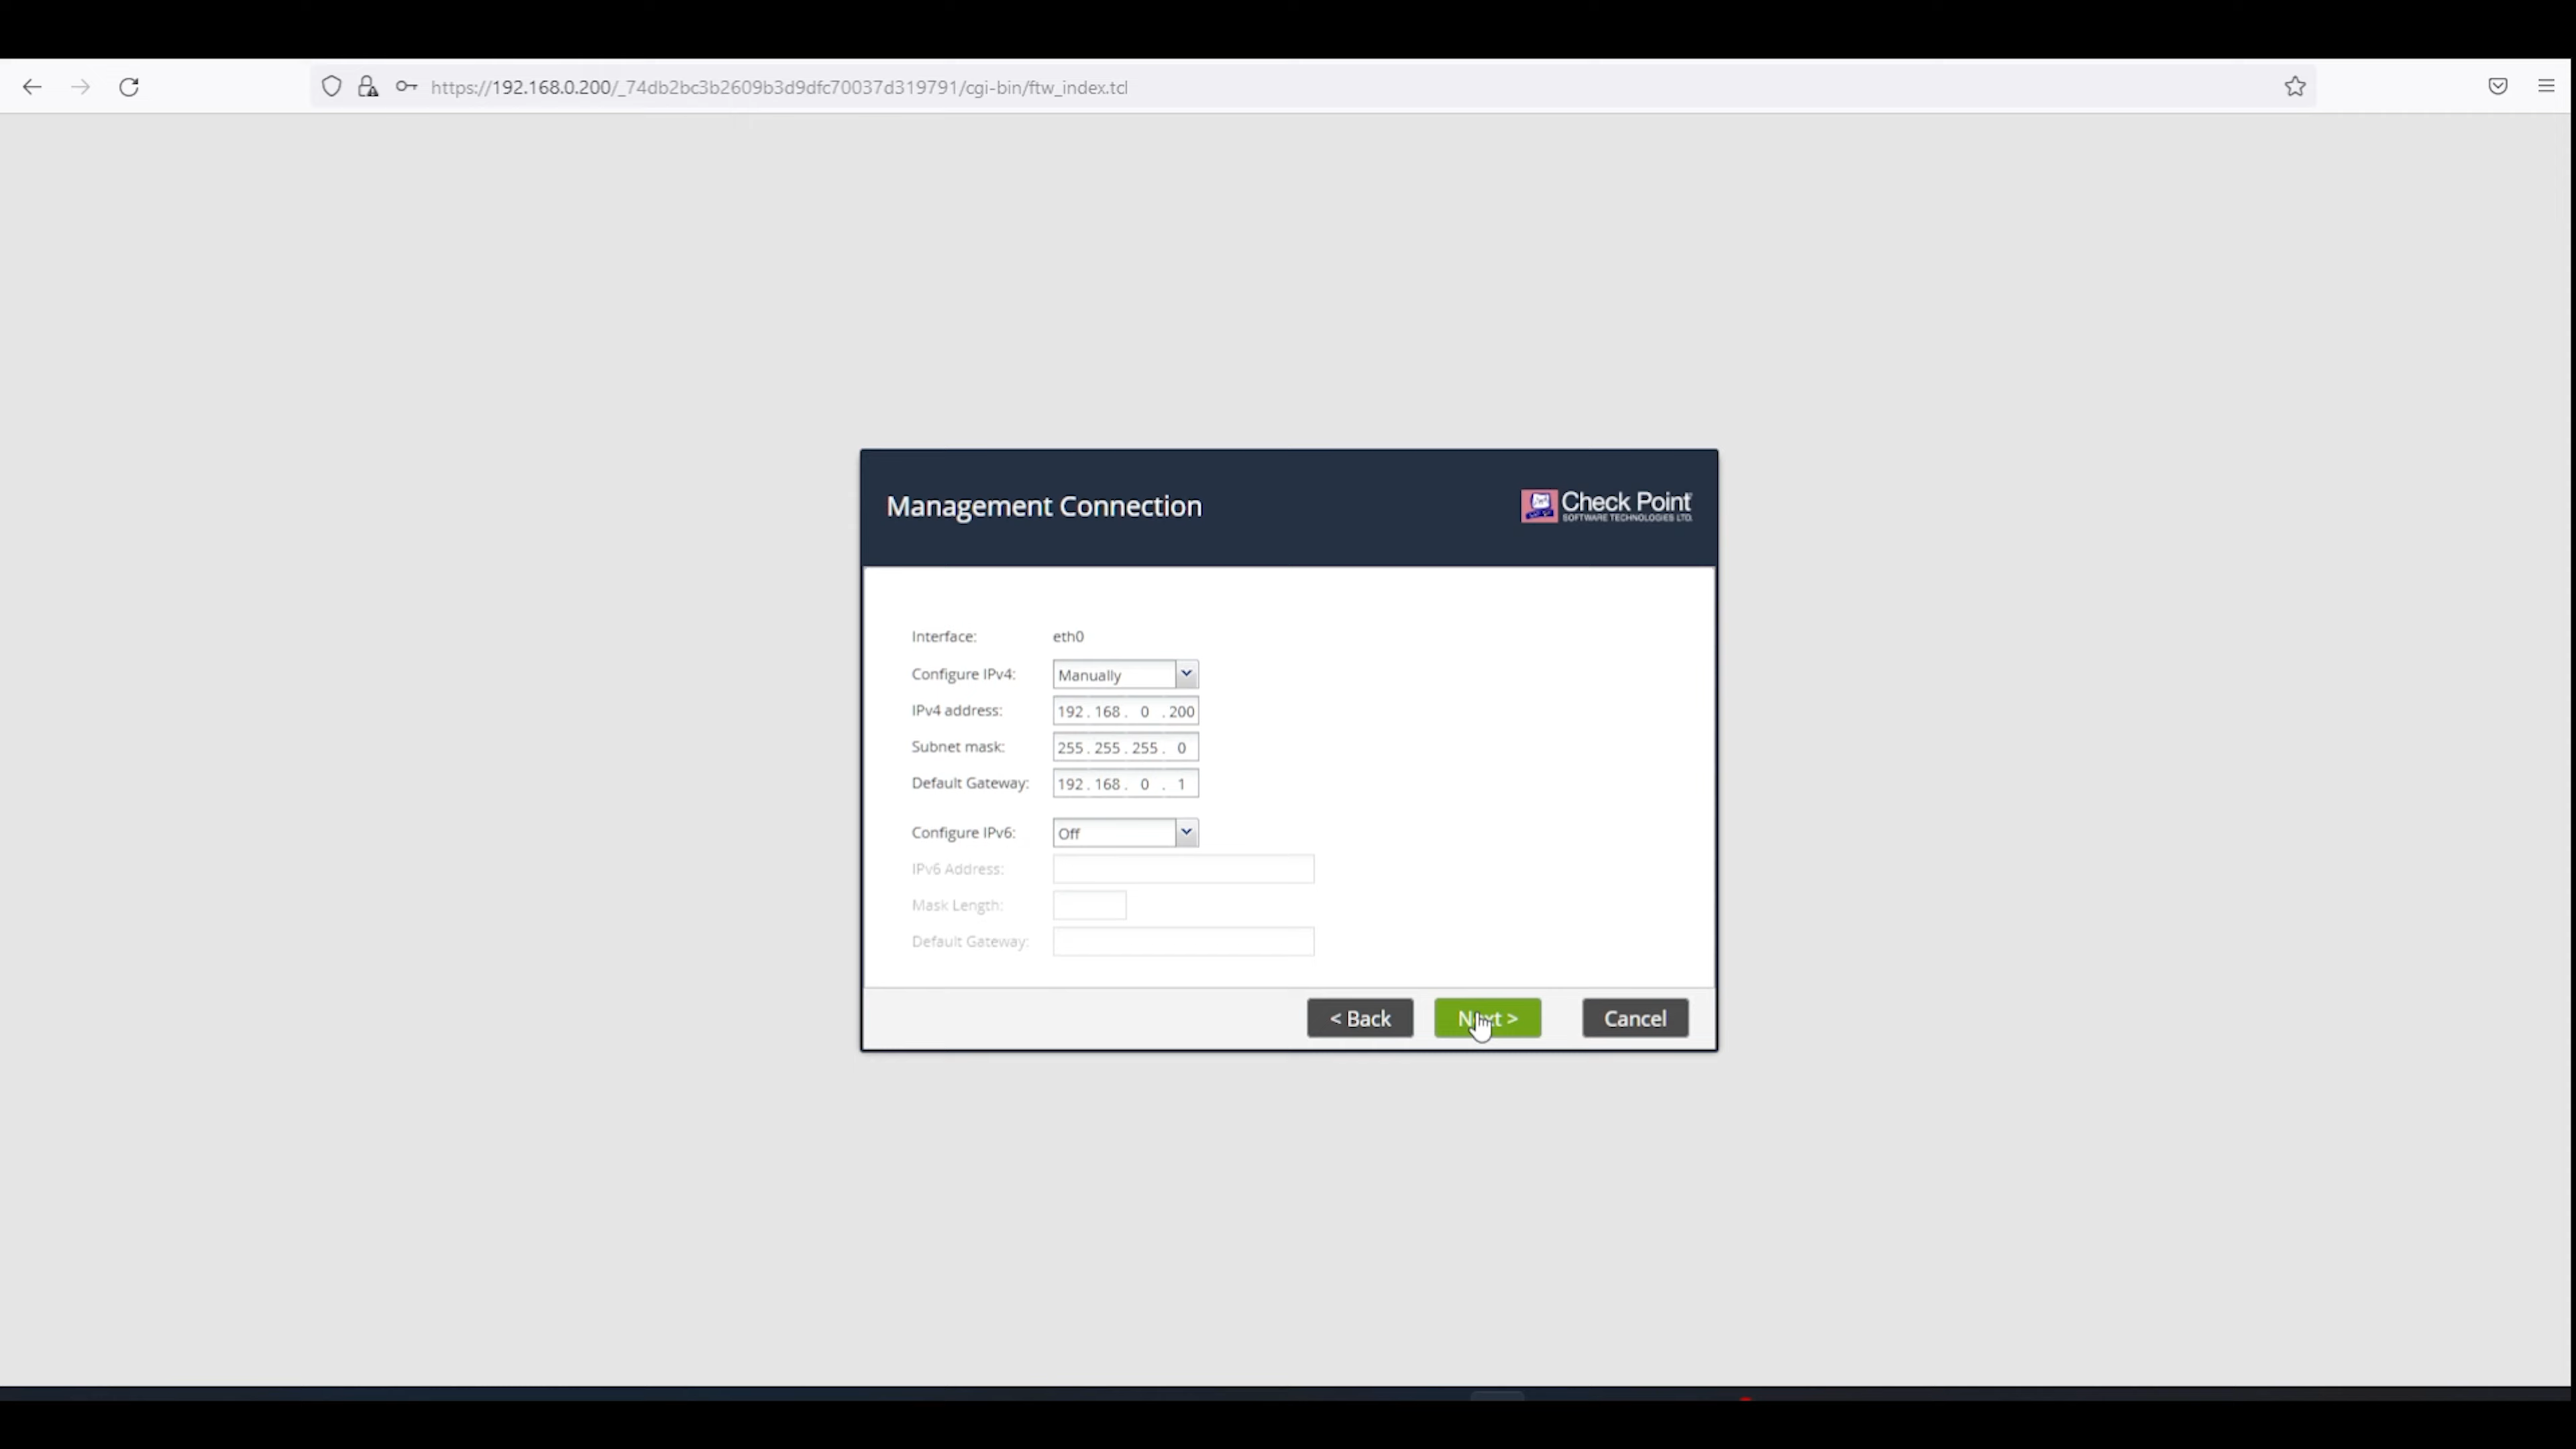 https://192.168.0.200/_74db2bc3b2609b3d9dfc70037d319791/cgi-bin/ftw_index.tcl
Management Connection
Check Point
SOFTWARE TECHNOLOGIES LTD.
Interface: eth0
Configure IPv4: Manually
IPv4 address: 192.168. 0 .200
Subnet mask: 255.255.255. 0
Default Gateway: 192.168. 0 . 1
Configure IPv6: Off
IPv6 Address:
Mask Length:
Default Gateway:
< Back Next > Cancel